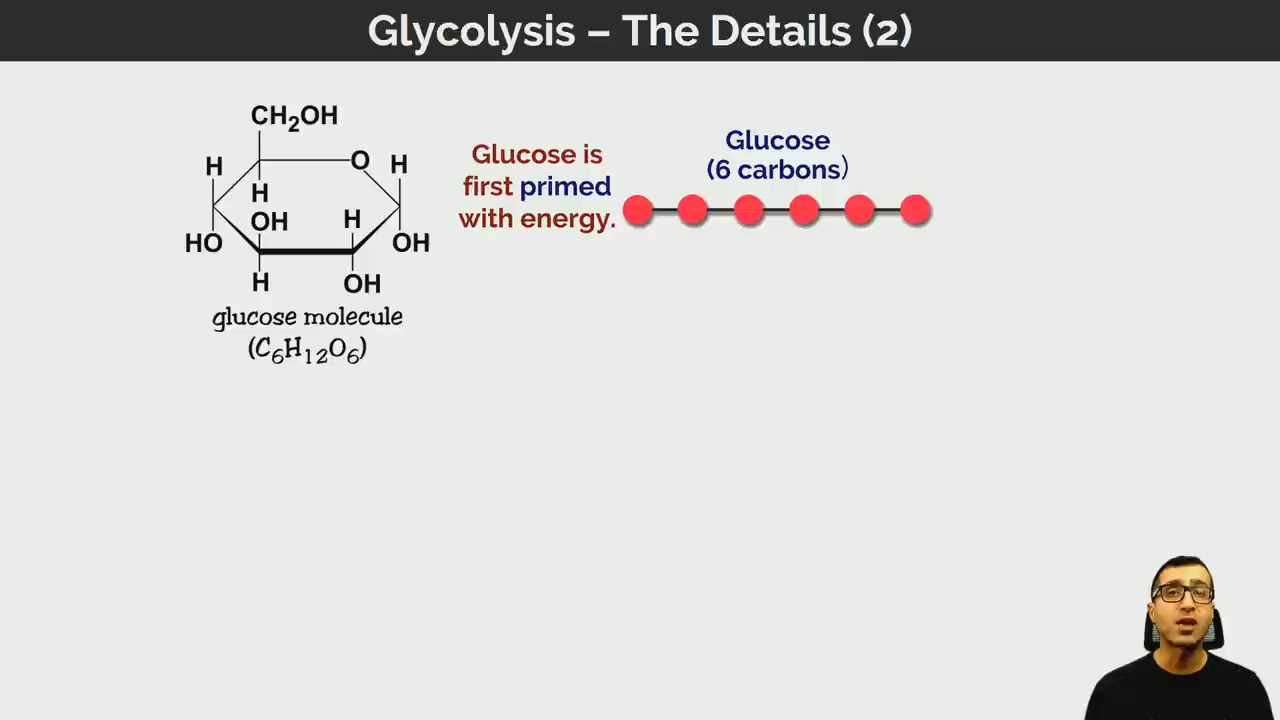 Glycolysis – The Details (2)
CH₂OH
H
O
H
H
OH
H
HO
OH
H
OH
glucose molecule
(C₆H₁₂O₆)
Glucose is
first primed
with energy.
Glucose
(6 carbons)